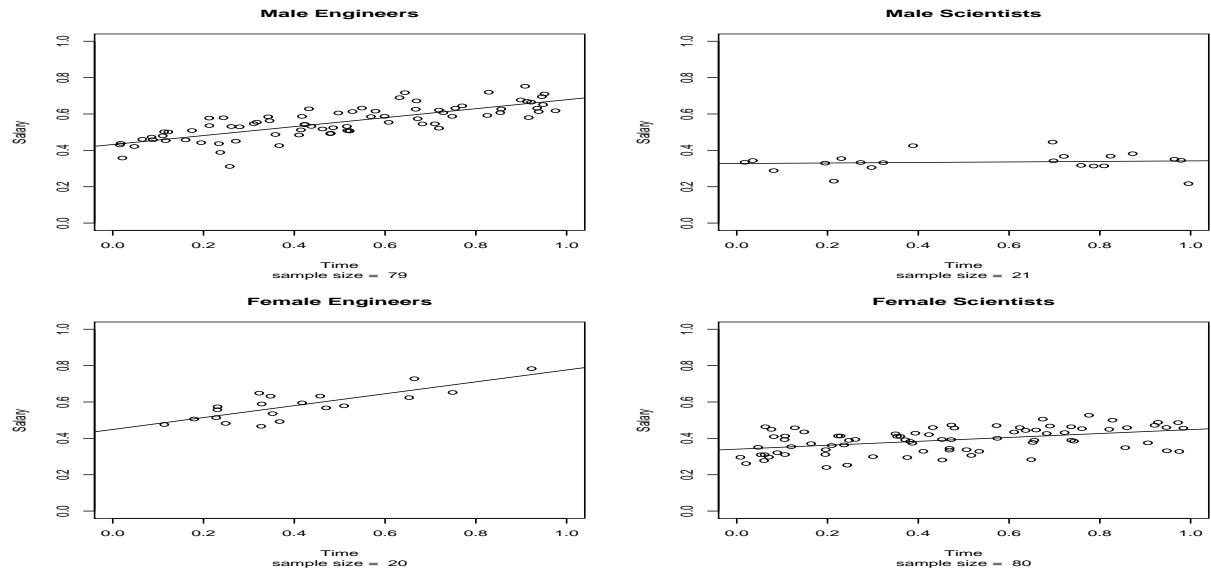 Male Engineers
Salary
1.0
0.8
0.6
0.4
0.2
0.0
0.0 0.2 0.4 0.6 0.8 1.0
Time
sample size = 79
Male Scientists
Salary
1.0
0.8
0.6
0.4
0.2
0.0
0.0 0.2 0.4 0.6 0.8 1.0
Time
sample size = 21
Female Engineers
Salary
1.0
0.8
0.6
0.4
0.2
0.0
0.0 0.2 0.4 0.6 0.8 1.0
Time
sample size = 20
Female Scientists
Salary
1.0
0.8
0.6
0.4
0.2
0.0
0.0 0.2 0.4 0.6 0.8 1.0
Time
sample size = 80